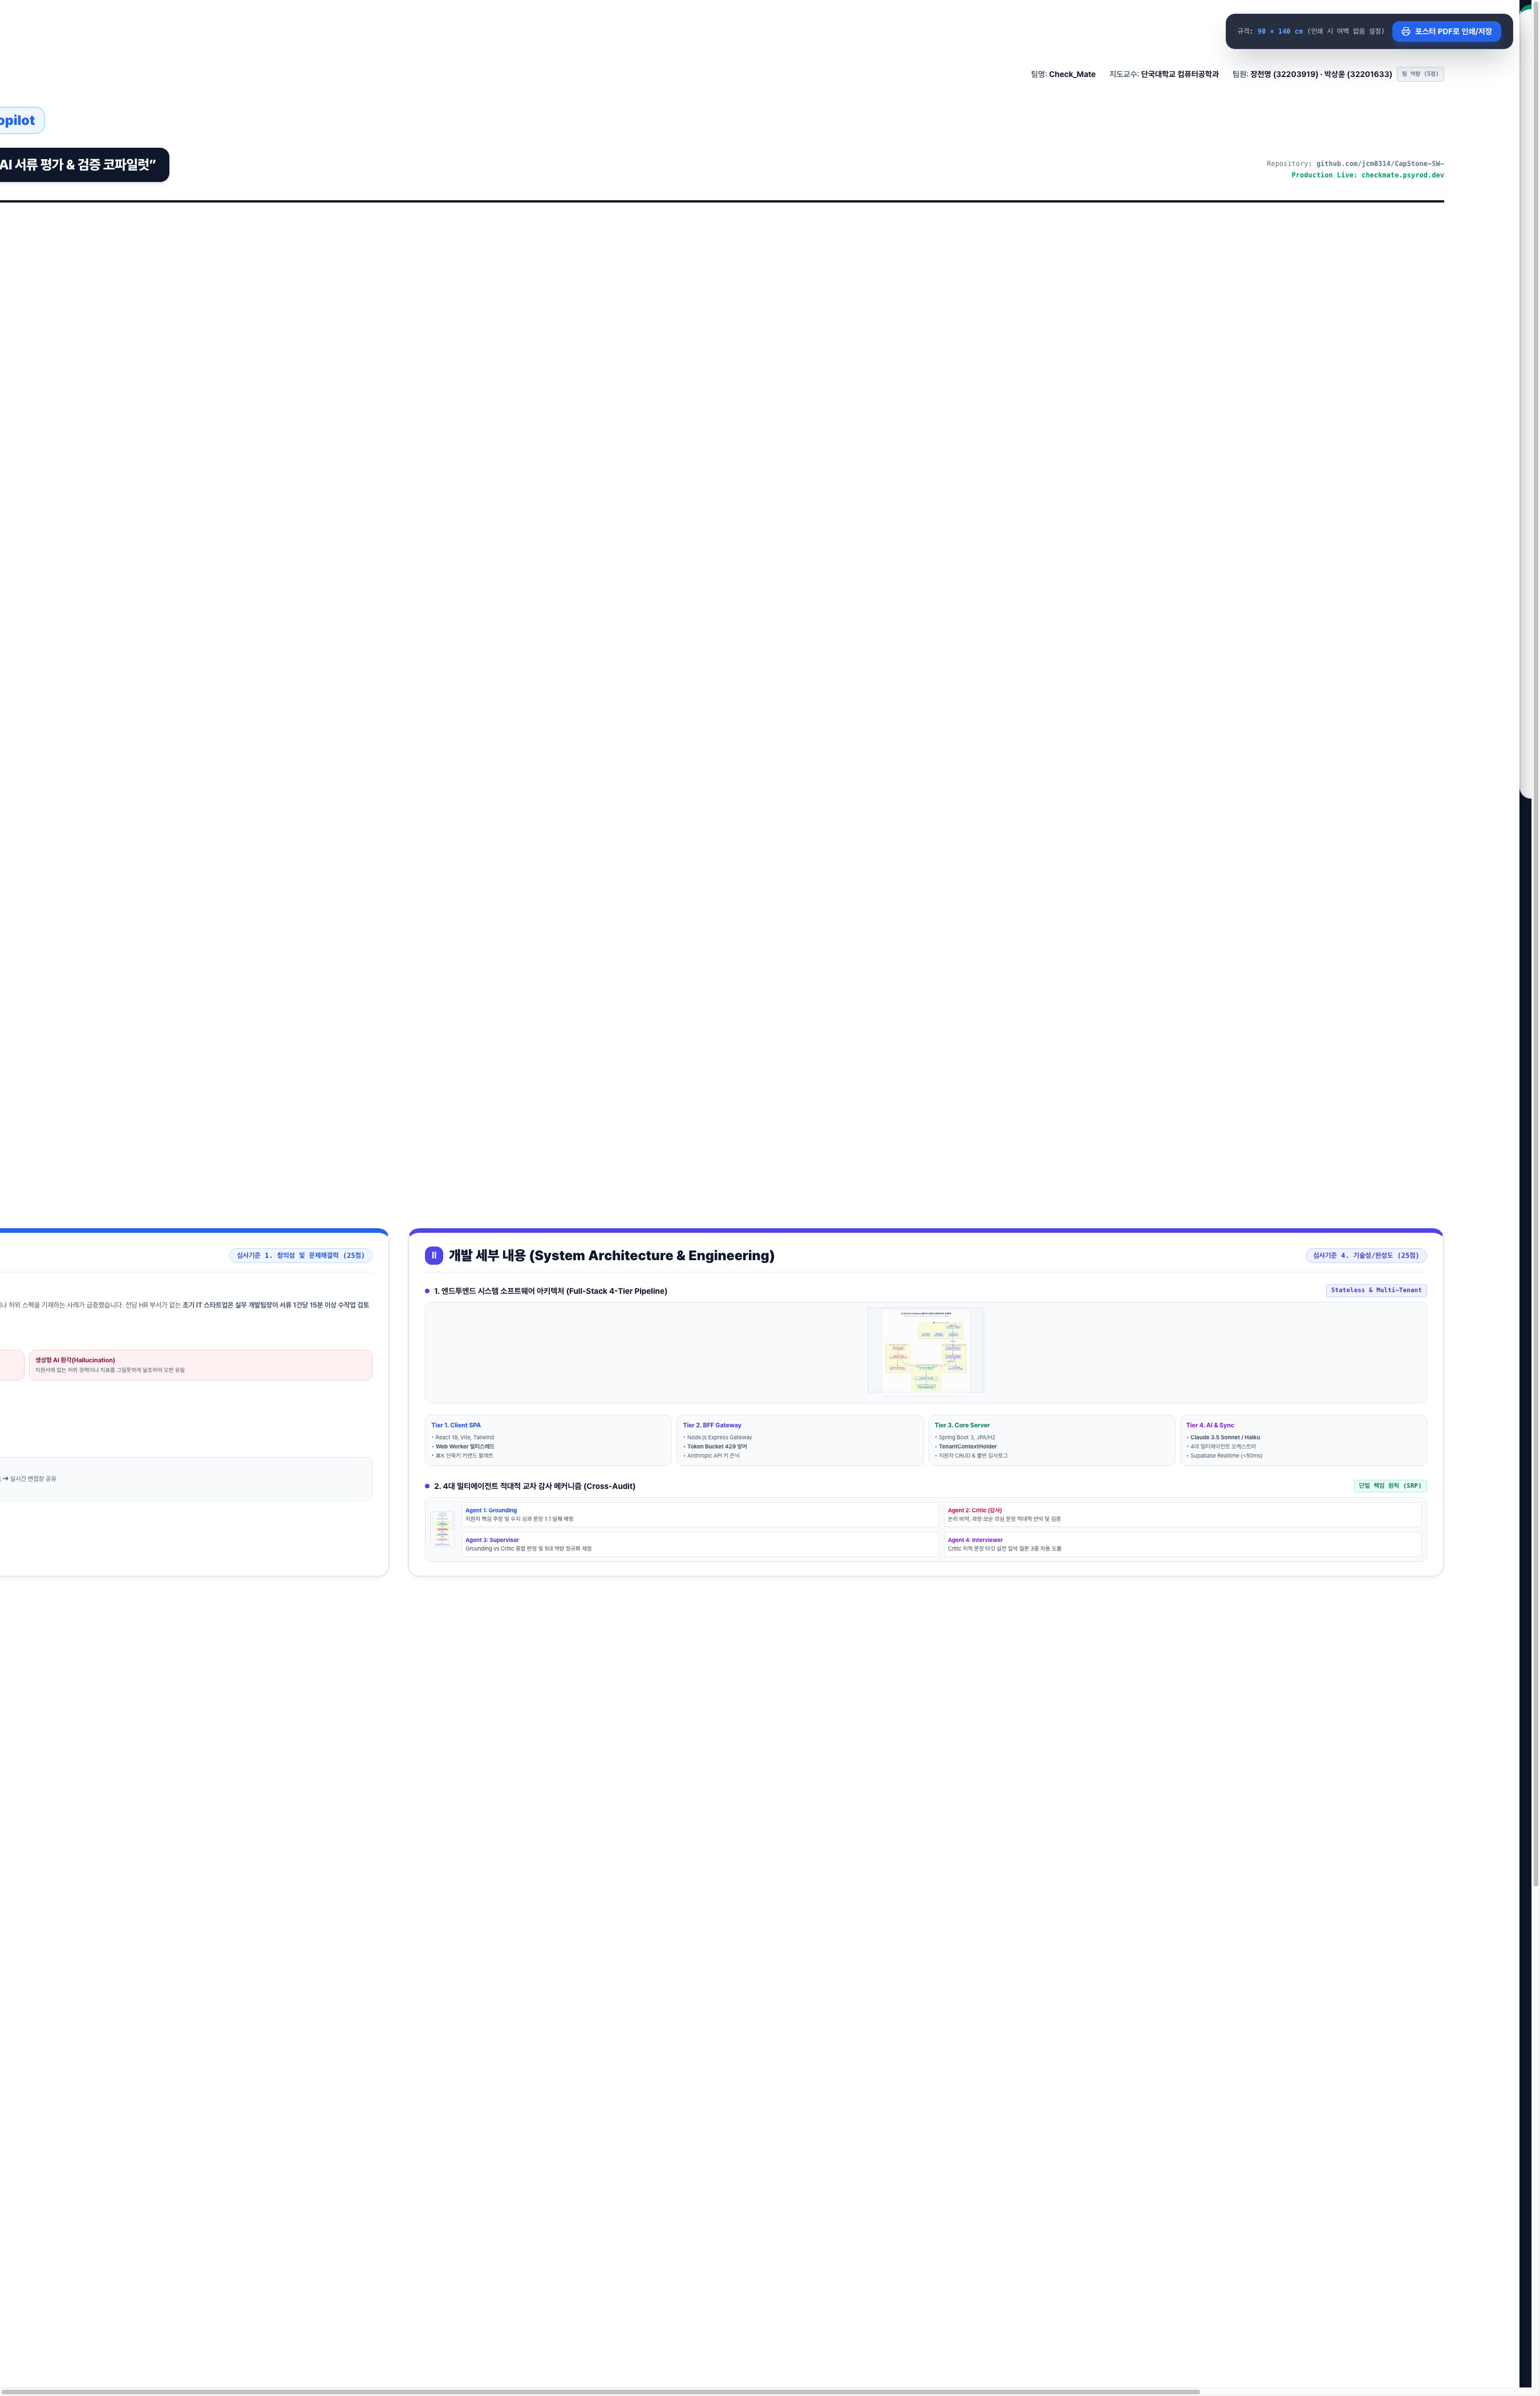 규격: 90 × 140 cm (인쇄 시 여백 없음 설정)
포스터 PDF로 인쇄/저장
팀명: Check_Mate 지도교수: 단국대학교 컴퓨터공학과 팀원: 장천명 (32203919) · 박상윤 (32201633) 팀 역량 (5점)
opilot
AI 서류 평가 & 검증 코파일럿”
Repository: github.com/jcm0314/CapStone-SW-
Production Live: checkmate.psyrod.dev
심사기준 1. 창의성 및 문제해결력 (25점)
나 허위 스펙을 기재하는 사례가 급증했습니다. 전담 HR 부서가 없는 초기 IT 스타트업은 실무 개발팀장이 서류 1건당 15분 이상 수작업 검토
생성형 AI 환각(Hallucination)
지원서에 없는 허위 경력이나 지표를 그럴듯하게 날조하여 오판 유발
➔ 실시간 면접장 공유
II 개발 세부 내용 (System Architecture & Engineering)
심사기준 4. 기술성/완성도 (25점)
1. 엔드투엔드 시스템 소프트웨어 아키텍처 (Full-Stack 4-Tier Pipeline)
Stateless & Multi-Tenant
Tier 1. Client SPA
• React 18, Vite, Tailwind
• Web Worker 멀티스레드
• ⌘K 단축키 커맨드 팔레트
Tier 2. BFF Gateway
• Node.js Express Gateway
• Token Bucket 429 방어
• Anthropic API 키 은닉
Tier 3. Core Server
• Spring Boot 3, JPA/H2
• TenantContextHolder
• 지원자 CRUD & 불변 감사로그
Tier 4. AI & Sync
• Claude 3.5 Sonnet / Haiku
• 4대 멀티에이전트 오케스트라
• Supabase Realtime (<50ms)
2. 4대 멀티에이전트 적대적 교차 감사 메커니즘 (Cross-Audit)
단일 책임 원칙 (SRP)
Agent 1: Grounding
지원자 핵심 주장 및 수치 성과 문장 1:1 발췌 매핑
Agent 2: Critic (감사)
논리 비약, 과장·모순 의심 문장 적대적 반박 및 검증
Agent 3: Supervisor
Grounding vs Critic 종합 판정 및 5대 역량 정규화 채점
Agent 4: Interviewer
Critic 지적 문장 타깃 실전 압박 질문 3종 자동 도출